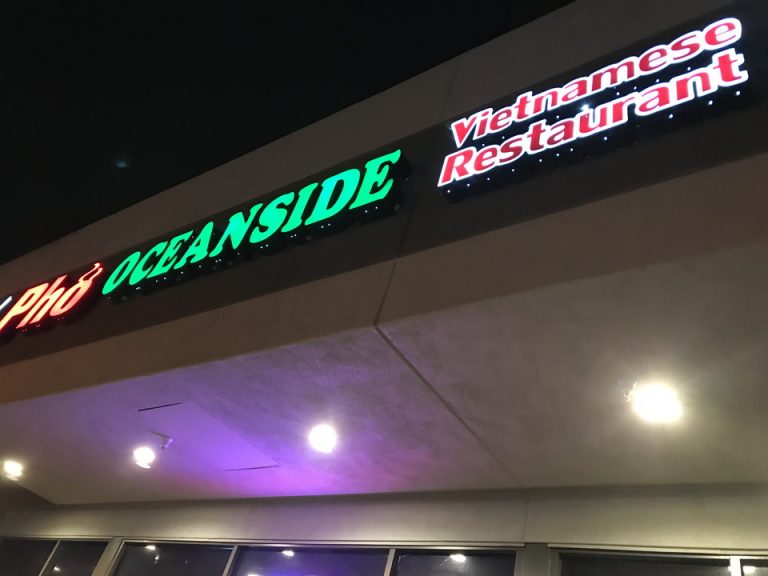 Phở OCEANSIDE
Vietnamese
Restaurant